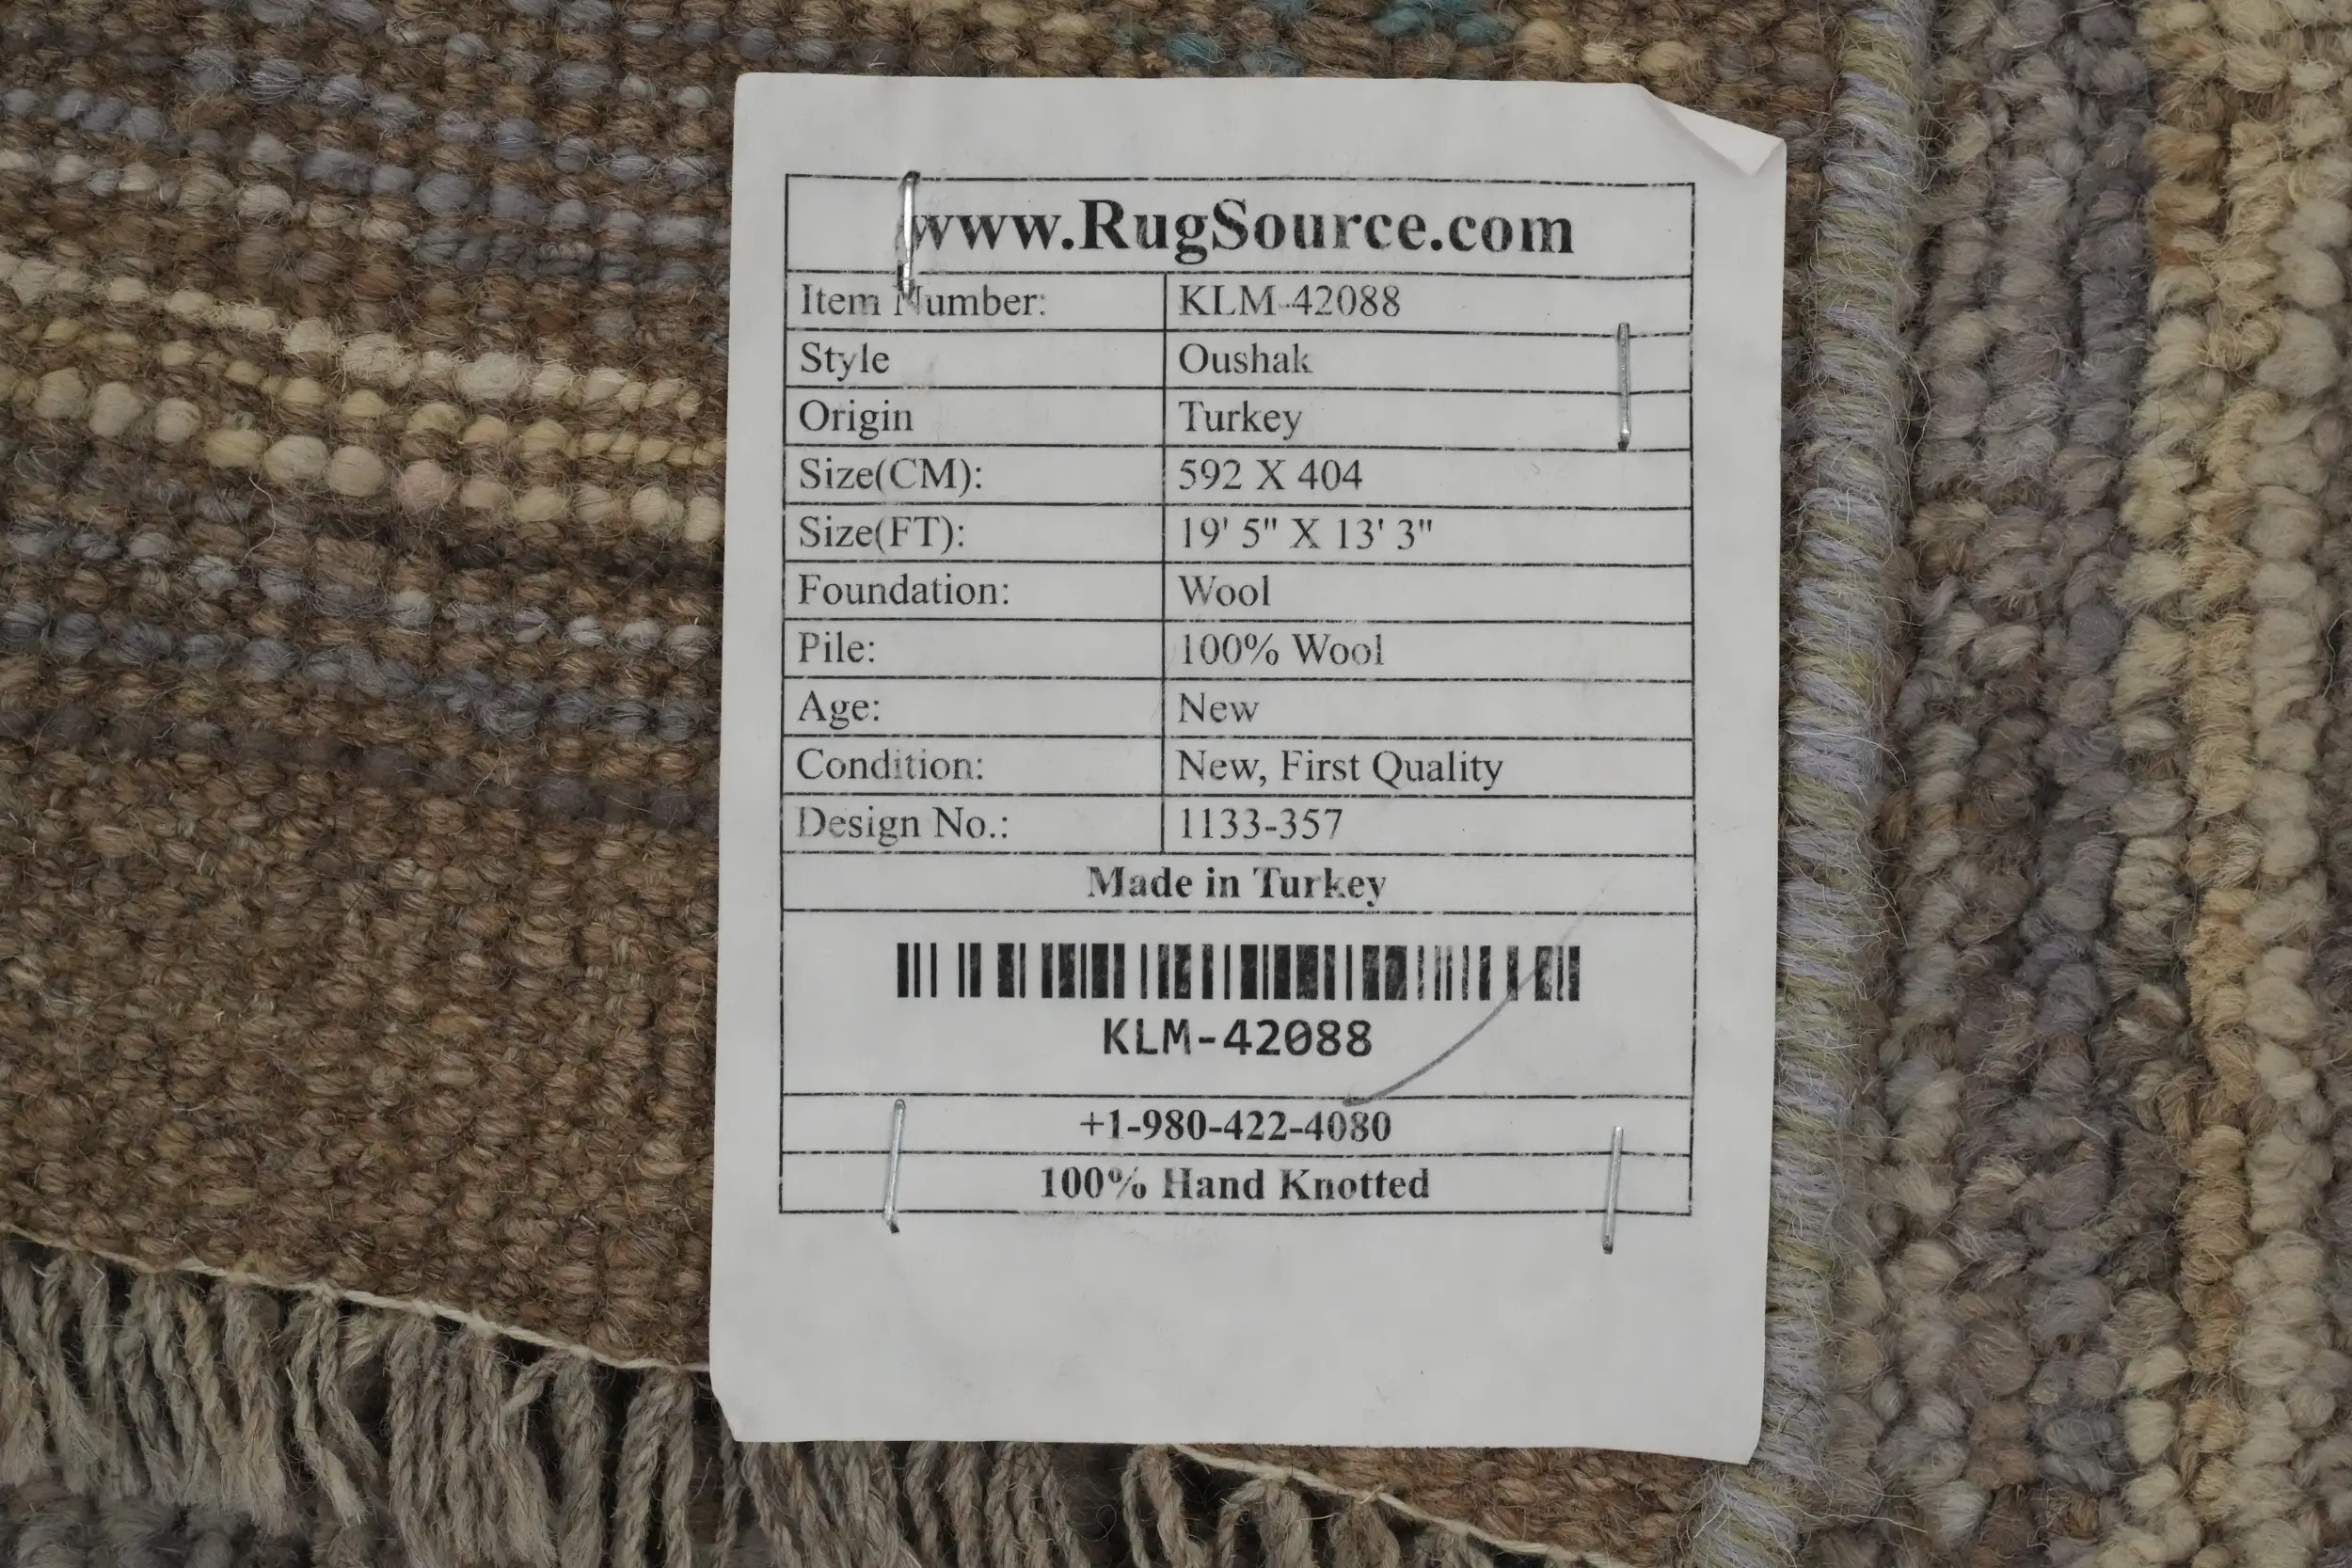 www.RugSource.com
Item Number: KLM-42088
Style Oushak
Origin Turkey
Size(CM): 592 X 404
Size(FT): 19' 5" X 13' 3"
Foundation: Wool
Pile: 100% Wool
Age: New
Condition: New, First Quality
Design No.: 1133-357
Made in Turkey
KLM-42088
+1-980-422-4080
100% Hand Knotted